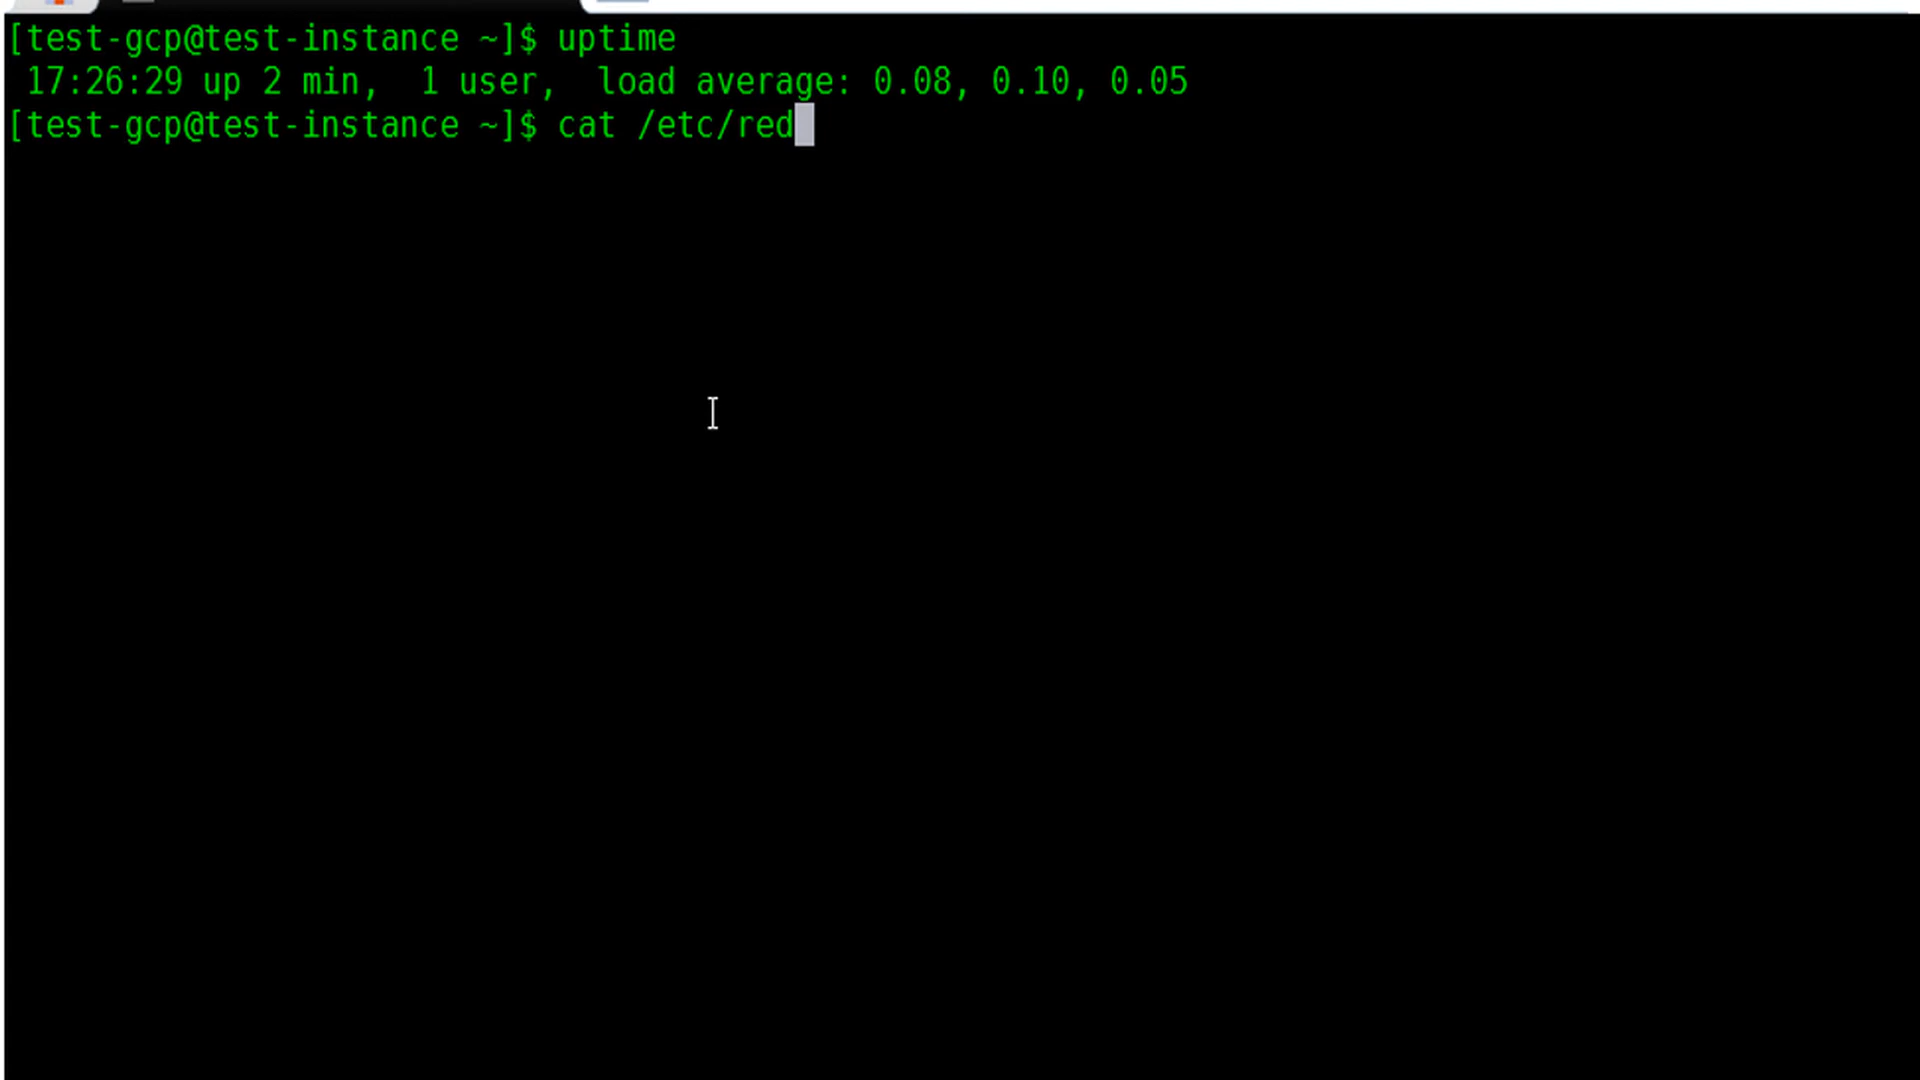 [test-gcp@test-instance ~]$ uptime
 17:26:29 up 2 min,  1 user,  load average: 0.08, 0.10, 0.05
[test-gcp@test-instance ~]$ cat /etc/red